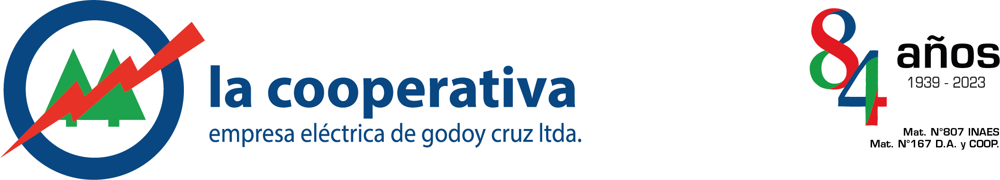 la cooperativa
empresa eléctrica de godoy cruz ltda.
84 años
1939 - 2023
Mat. N°807 INAES
Mat. N°167 D.A. y COOP.